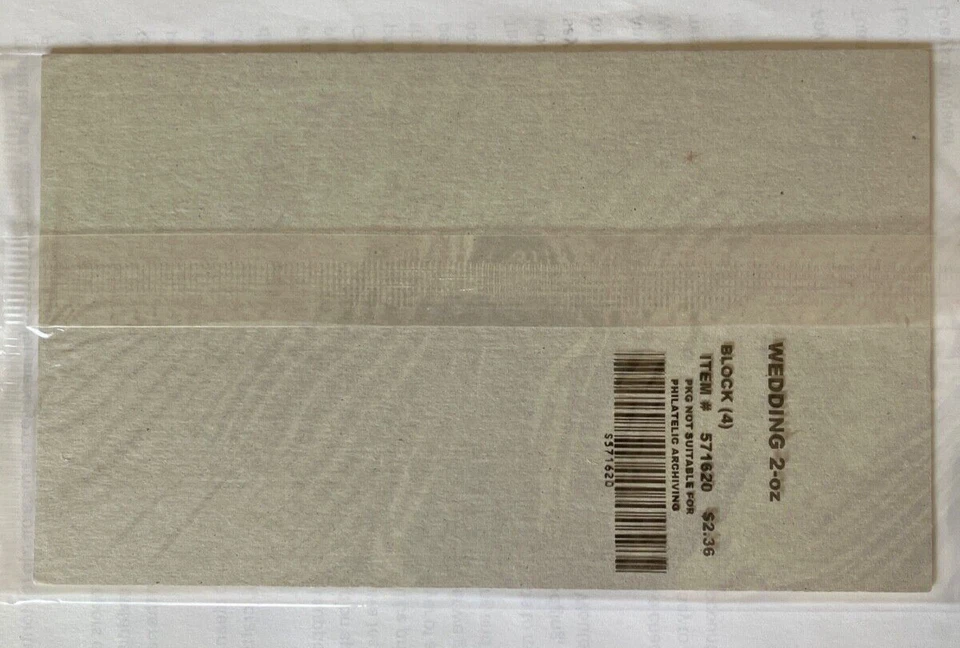 WEDDING 2-oz
BLOCK (4)
ITEM # 571620 $2.36
PKG NOT SUITABLE FOR
PHILATELIC ARCHIVING
S571620